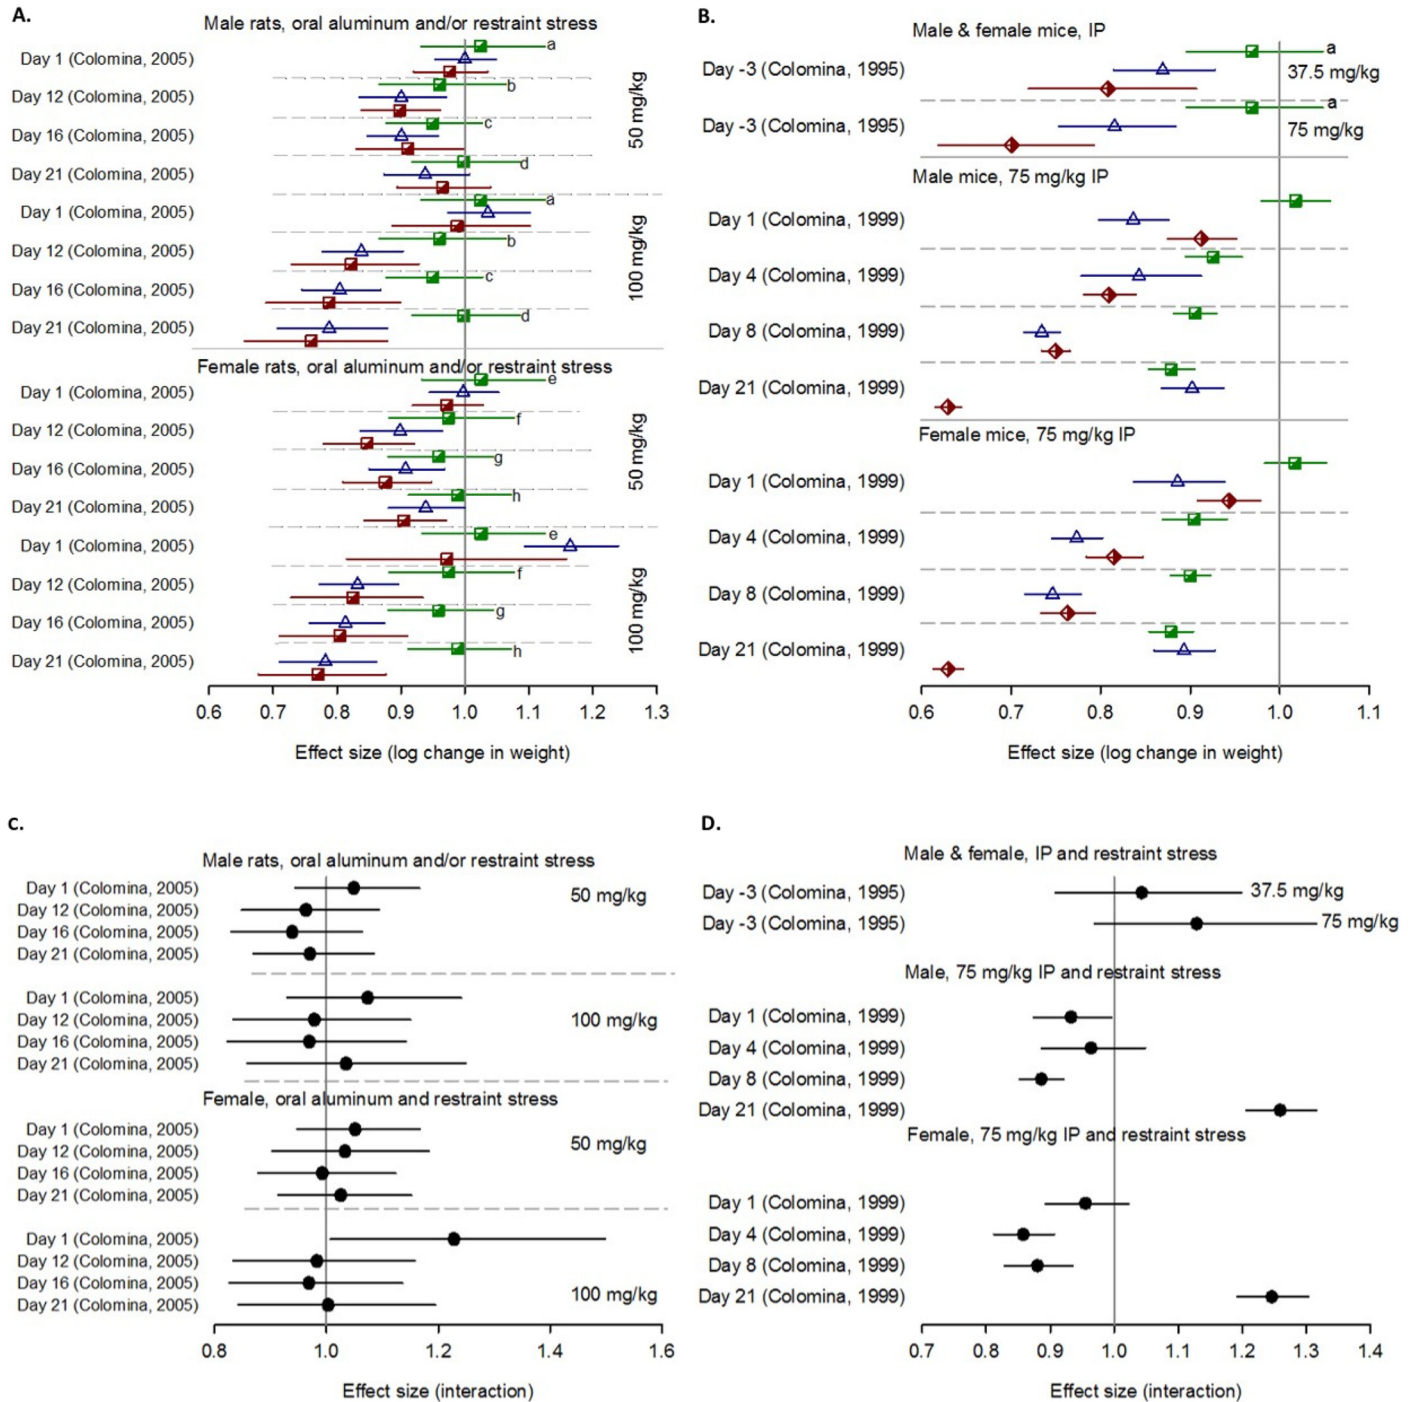 A.
Male rats, oral aluminum and/or restraint stress
Day 1 (Colomina, 2005)
a
Day 12 (Colomina, 2005)
b
Day 16 (Colomina, 2005)
c
Day 21 (Colomina, 2005)
d
50 mg/kg
Day 1 (Colomina, 2005)
a
Day 12 (Colomina, 2005)
b
Day 16 (Colomina, 2005)
c
Day 21 (Colomina, 2005)
d
100 mg/kg
Female rats, oral aluminum and/or restraint stress
Day 1 (Colomina, 2005)
e
Day 12 (Colomina, 2005)
f
Day 16 (Colomina, 2005)
g
Day 21 (Colomina, 2005)
h
50 mg/kg
Day 1 (Colomina, 2005)
e
Day 12 (Colomina, 2005)
f
Day 16 (Colomina, 2005)
g
Day 21 (Colomina, 2005)
h
100 mg/kg
0.6 0.7 0.8 0.9 1.0 1.1 1.2 1.3
Effect size (log change in weight)
B.
Male & female mice, IP
a
Day -3 (Colomina, 1995)
37.5 mg/kg
a
Day -3 (Colomina, 1995)
75 mg/kg
Male mice, 75 mg/kg IP
Day 1 (Colomina, 1999)
Day 4 (Colomina, 1999)
Day 8 (Colomina, 1999)
Day 21 (Colomina, 1999)
Female mice, 75 mg/kg IP
Day 1 (Colomina, 1999)
Day 4 (Colomina, 1999)
Day 8 (Colomina, 1999)
Day 21 (Colomina, 1999)
0.6 0.7 0.8 0.9 1.0 1.1
Effect size (log change in weight)
C.
Male rats, oral aluminum and/or restraint stress
Day 1 (Colomina, 2005)
50 mg/kg
Day 12 (Colomina, 2005)
Day 16 (Colomina, 2005)
Day 21 (Colomina, 2005)
Day 1 (Colomina, 2005)
Day 12 (Colomina, 2005)
100 mg/kg
Day 16 (Colomina, 2005)
Day 21 (Colomina, 2005)
Female, oral aluminum and restraint stress
Day 1 (Colomina, 2005)
50 mg/kg
Day 12 (Colomina, 2005)
Day 16 (Colomina, 2005)
Day 21 (Colomina, 2005)
Day 1 (Colomina, 2005)
Day 12 (Colomina, 2005)
Day 16 (Colomina, 2005)
100 mg/kg
Day 21 (Colomina, 2005)
0.8 1.0 1.2 1.4 1.6
Effect size (interaction)
D.
Male & female, IP and restraint stress
Day -3 (Colomina, 1995)
37.5 mg/kg
Day -3 (Colomina, 1995)
75 mg/kg
Male, 75 mg/kg IP and restraint stress
Day 1 (Colomina, 1999)
Day 4 (Colomina, 1999)
Day 8 (Colomina, 1999)
Day 21 (Colomina, 1999)
Female, 75 mg/kg IP and restraint stress
Day 1 (Colomina, 1999)
Day 4 (Colomina, 1999)
Day 8 (Colomina, 1999)
Day 21 (Colomina, 1999)
0.7 0.8 0.9 1.0 1.1 1.2 1.3 1.4
Effect size (interaction)